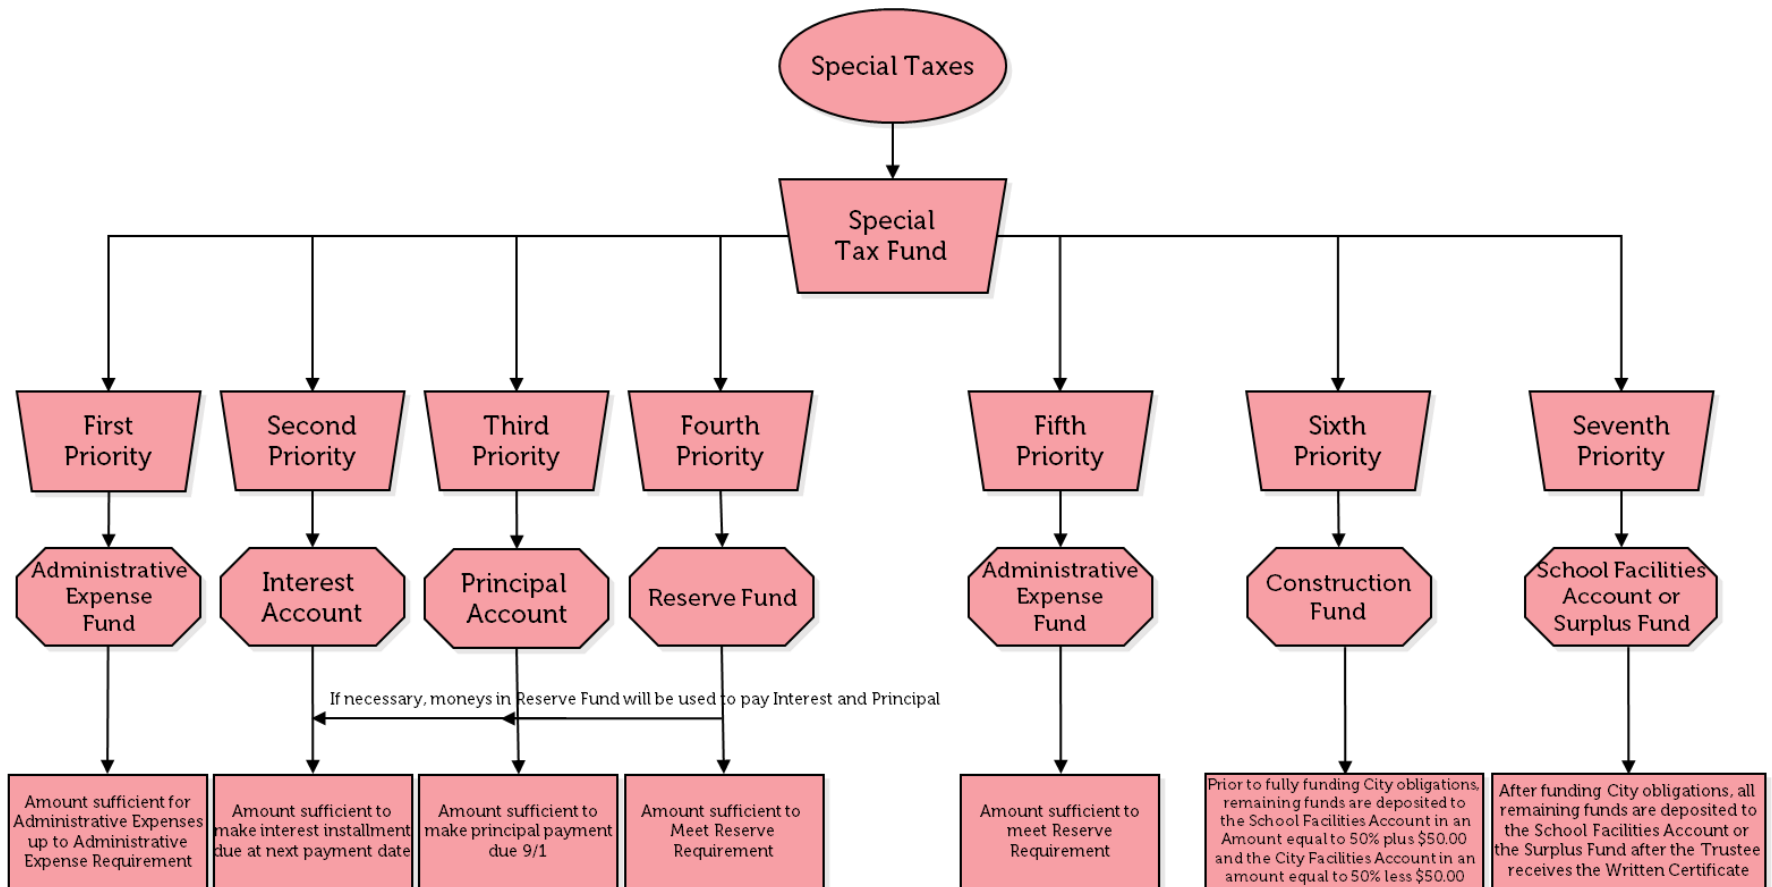 Special Taxes
Special
Tax Fund
First
Priority
Second
Priority
Third
Priority
Fourth
Priority
Fifth
Priority
Sixth
Priority
Seventh
Priority
Administrative
Expense
Fund
Interest
Account
Principal
Account
Reserve Fund
Administrative
Expense
Fund
Construction
Fund
School Facilities
Account or
Surplus Fund
If necessary, moneys in Reserve Fund will be used to pay Interest and Principal
Amount sufficient for
Administrative Expenses
up to Administrative
Expense Requirement
Amount sufficient to
make interest installment
due at next payment date
Amount sufficient to
make principal payment
due 9/1
Amount sufficient to
Meet Reserve
Requirement
Amount sufficient to
meet Reserve
Requirement
Prior to fully funding City obligations,
remaining funds are deposited to
the School Facilities Account in an
Amount equal to 50% plus $50.00
and the City Facilities Account in an
amount equal to 50% less $50.00
After funding City obligations, all
remaining funds are deposited to
the School Facilities Account or
the Surplus Fund after the Trustee
receives the Written Certificate